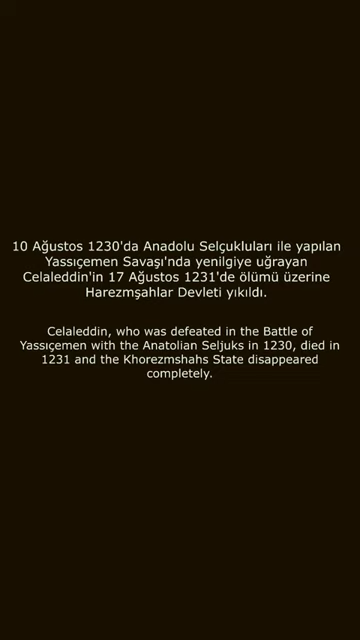 10 Ağustos 1230'da Anadolu Selçukluları ile yapılan
Yassıçemen Savaşı'nda yenilgiye uğrayan
Celaleddin'in 17 Ağustos 1231'de ölümü üzerine
Harezmşahlar Devleti yıkıldı.
Celaleddin, who was defeated in the Battle of
Yassıçemen with the Anatolian Seljuks in 1230, died in
1231 and the Khorezmshahs State disappeared
completely.